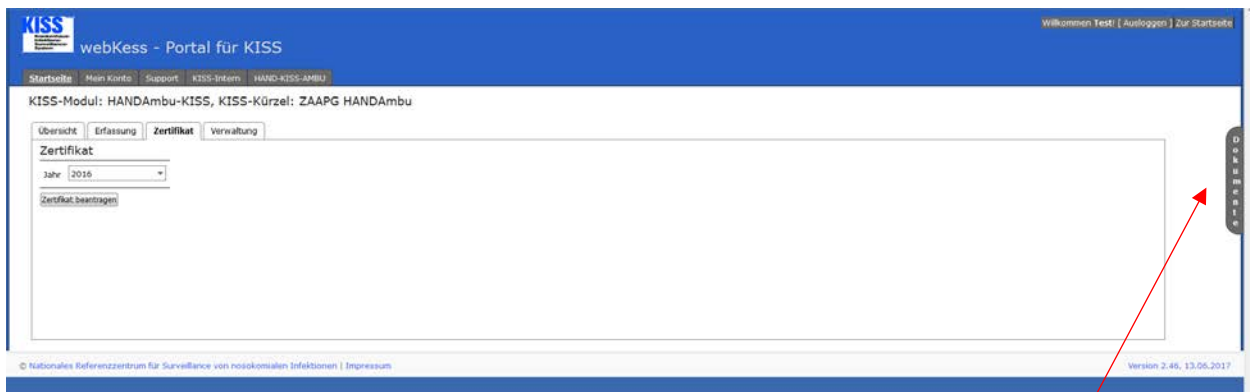 KISS
Willkommen Test! [ Ausloggen ] Zur Startseite
webKess - Portal für KISS
Startseite Mein Konto Support KISS-Intern HAND-KISS-AMBU
KISS-Modul: HANDAmbu-KISS, KISS-Kürzel: ZAAPG HANDAmbu
Übersicht Erfassung Zertifikat Verwaltung
Zertifikat
Jahr 2016
Zertifikat beantragen
Dokumente
© Nationales Referenzzentrum für Surveillance von nosokomialen Infektionen | Impressum
Version 2.46, 13.06.2017